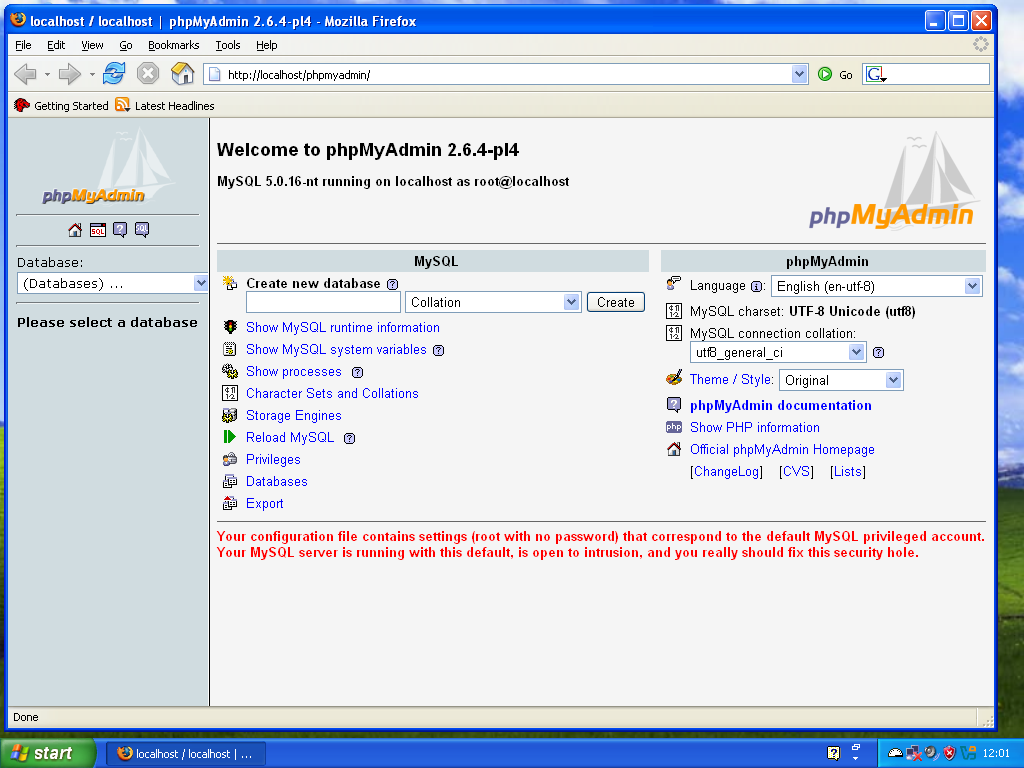 localhost / localhost | phpMyAdmin 2.6.4-pl4 - Mozilla Firefox
File Edit View Go Bookmarks Tools Help
http://localhost/phpmyadmin/ Go G
Getting Started Latest Headlines
phpMyAdmin
SQL ? SQL
Database:
(Databases) ...
Please select a database
Welcome to phpMyAdmin 2.6.4-pl4
MySQL 5.0.16-nt running on localhost as root@localhost
phpMyAdmin
MySQL
Create new database ?
Collation Create
Show MySQL runtime information
Show MySQL system variables ?
Show processes ?
Character Sets and Collations
Storage Engines
Reload MySQL ?
Privileges
Databases
Export
phpMyAdmin
Language i: English (en-utf-8)
MySQL charset: UTF-8 Unicode (utf8)
MySQL connection collation:
utf8_general_ci ?
Theme / Style: Original
? phpMyAdmin documentation
php Show PHP information
Official phpMyAdmin Homepage
[ChangeLog] [CVS] [Lists]
Your configuration file contains settings (root with no password) that correspond to the default MySQL privileged account.
Your MySQL server is running with this default, is open to intrusion, and you really should fix this security hole.
Done
start localhost / localhost | ... ? 12:01